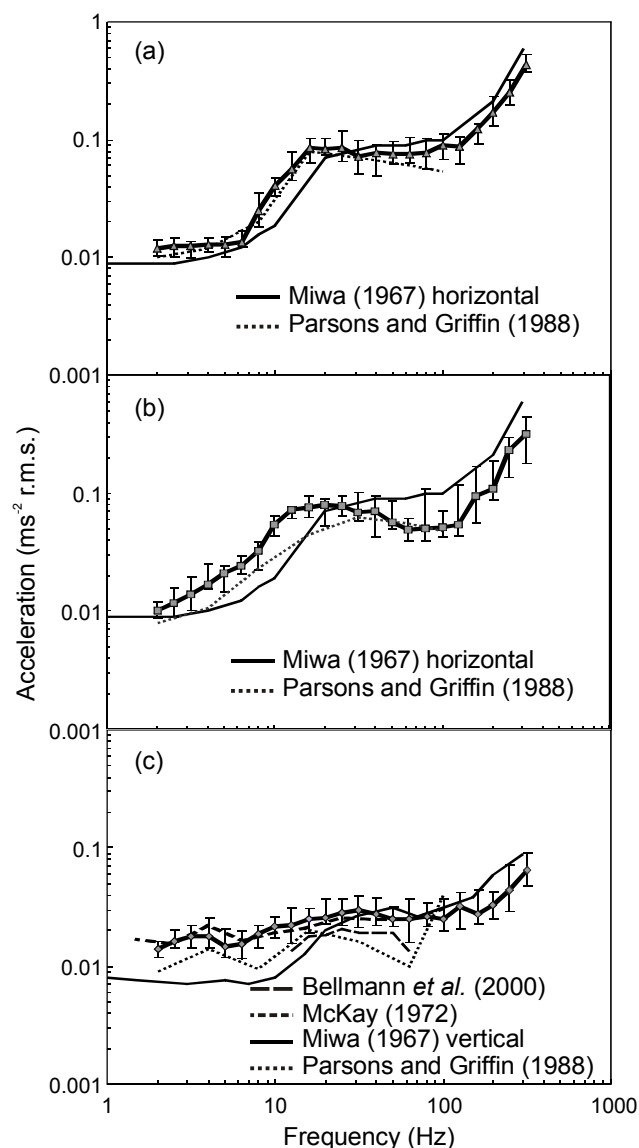 1
(a)
0.1
0.01
Miwa (1967) horizontal
Parsons and Griffin (1988)
0.001
(b)
0.1
Acceleration (ms-2 r.m.s.)
0.01
Miwa (1967) horizontal
Parsons and Griffin (1988)
0.001
(c)
0.1
0.01
Bellmann et al. (2000)
McKay (1972)
Miwa (1967) vertical
Parsons and Griffin (1988)
0.001
1 10 100 1000
Frequency (Hz)